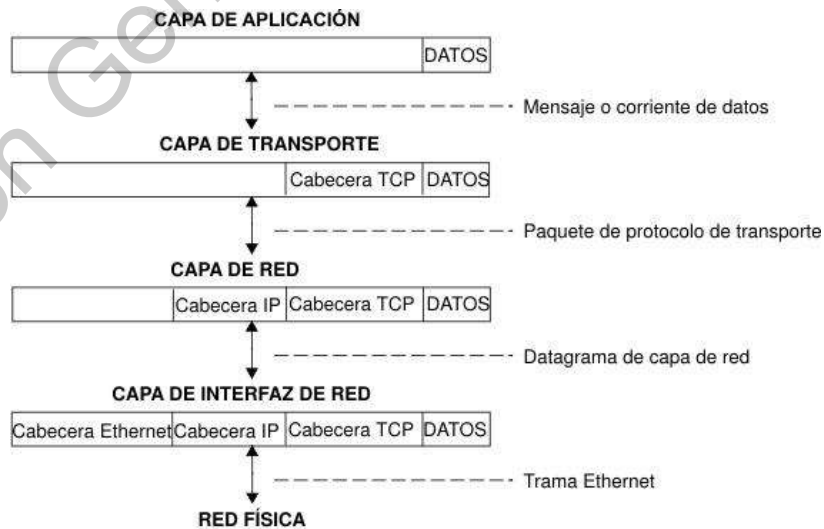 CAPA DE APLICACIÓN
DATOS
Mensaje o corriente de datos
CAPA DE TRANSPORTE
Cabecera TCP DATOS
Paquete de protocolo de transporte
CAPA DE RED
Cabecera IP Cabecera TCP DATOS
Datagrama de capa de red
CAPA DE INTERFAZ DE RED
Cabecera Ethernet Cabecera IP Cabecera TCP DATOS
Trama Ethernet
RED FÍSICA